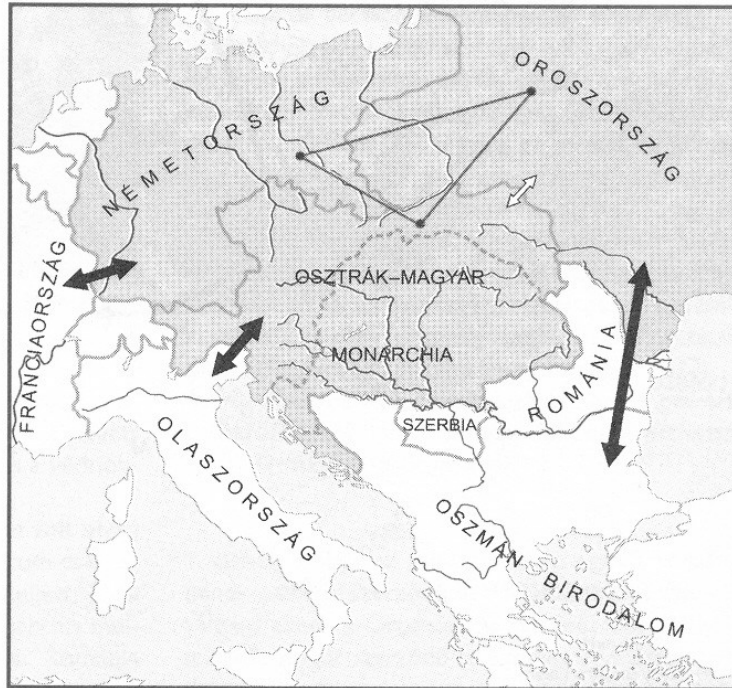 OROSZORSZÁG
NÉMETORSZÁG
FRANCIAORSZÁG
OSZTRÁK–MAGYAR
MONARCHIA
ROMÁNIA
SZERBIA
OLASZORSZÁG
OSZMÁN BIRODALOM